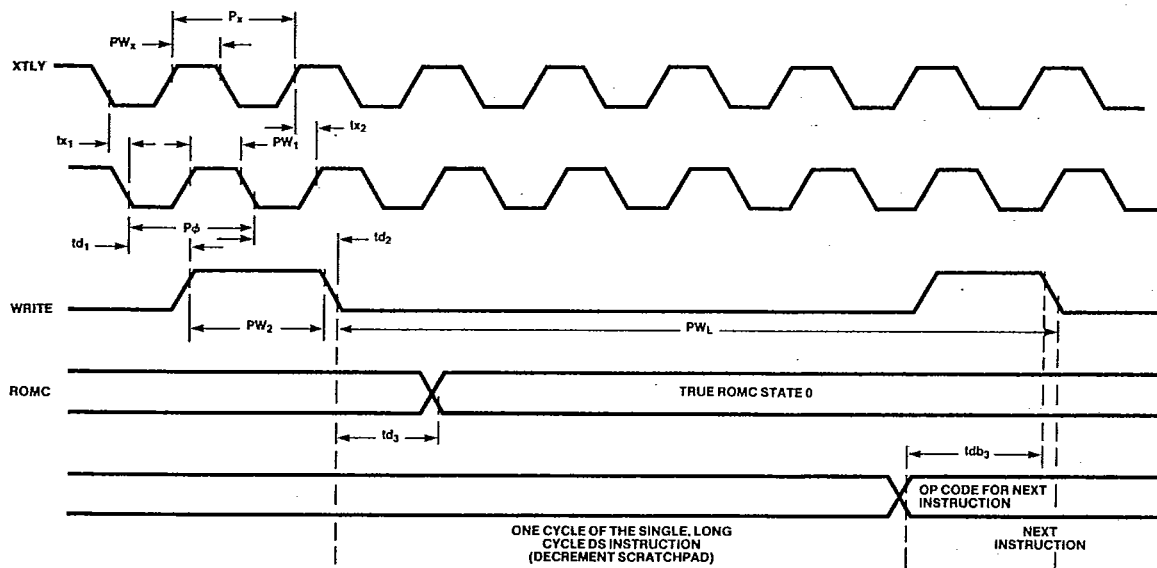 Px
PWx
XTLY
tx1
PW1
tx2
Pϕ
td1
td2
WRITE
PW2
PWL
ROMC
TRUE ROMC STATE 0
td3
tdb3
OP CODE FOR NEXT
INSTRUCTION
ONE CYCLE OF THE SINGLE, LONG
CYCLE DS INSTRUCTION
(DECREMENT SCRATCHPAD)
NEXT
INSTRUCTION